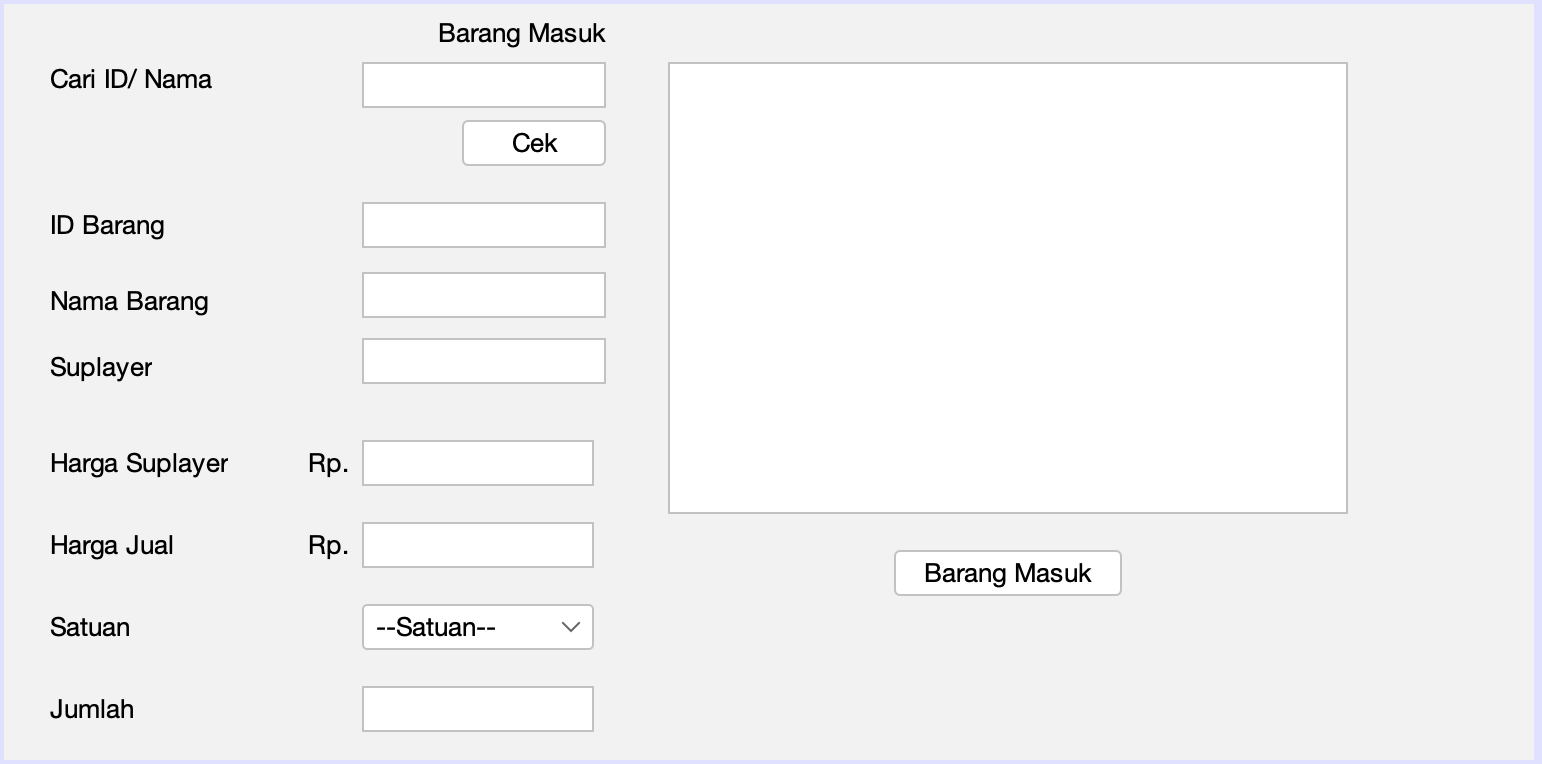 Barang Masuk
Cari ID/ Nama
Cek
ID Barang
Nama Barang
Suplayer
Harga Suplayer Rp.
Harga Jual Rp.
Barang Masuk
Satuan --Satuan--
Jumlah